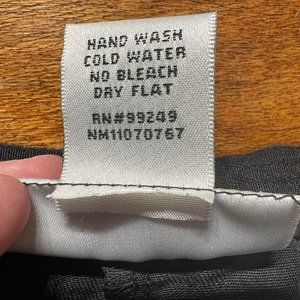 HAND WASH
COLD WATER
NO BLEACH
DRY FLAT
RN#99249
NM11070767